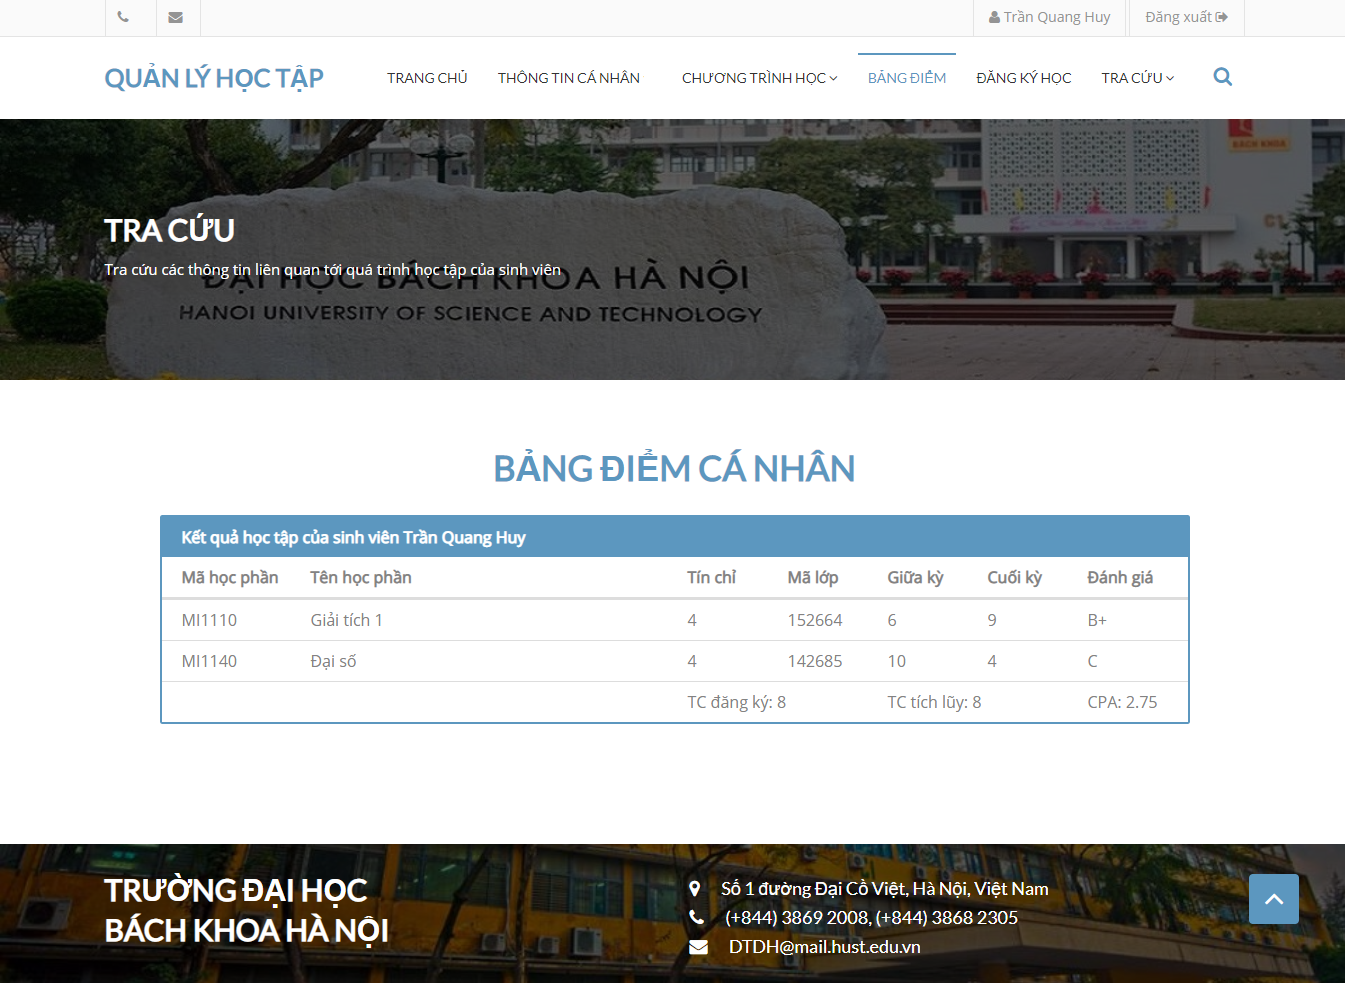 Trần Quang Huy Đăng xuất
QUẢN LÝ HỌC TẬP TRANG CHỦ THÔNG TIN CÁ NHÂN CHƯƠNG TRÌNH HỌC BẢNG ĐIỂM ĐĂNG KÝ HỌC TRA CỨU
BÁCH KHOA
C1
TRA CỨU
Tra cứu các thông tin liên quan tới quá trình học tập của sinh viên
ĐẠI HỌC BÁCH KHOA HÀ NỘI
HANOI UNIVERSITY OF SCIENCE AND TECHNOLOGY
BẢNG ĐIỂM CÁ NHÂN
Kết quả học tập của sinh viên Trần Quang Huy
Mã học phần Tên học phần Tín chỉ Mã lớp Giữa kỳ Cuối kỳ Đánh giá
MI1110 Giải tích 1 4 152664 6 9 B+
MI1140 Đại số 4 142685 10 4 C
TC đăng ký: 8 TC tích lũy: 8 CPA: 2.75
TRƯỜNG ĐẠI HỌC
BÁCH KHOA HÀ NỘI
Số 1 đường Đại Cồ Việt, Hà Nội, Việt Nam
(+844) 3869 2008, (+844) 3868 2305
DTDH@mail.hust.edu.vn